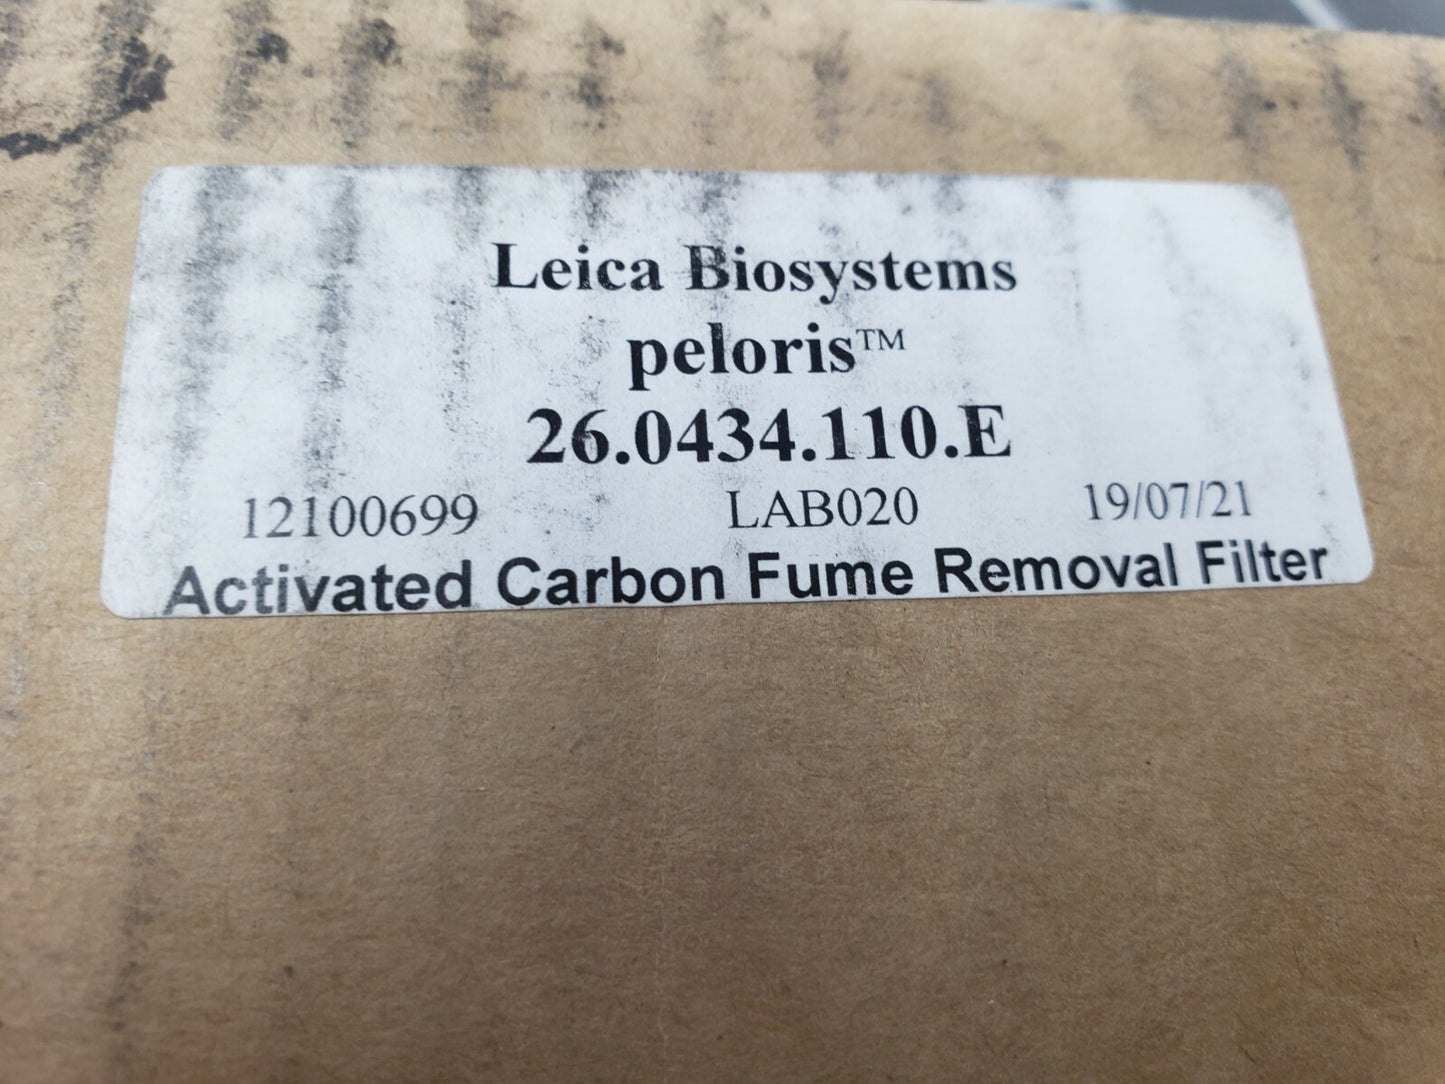 Leica Biosystems
peloris™
26.0434.110.E
12100699 LAB020 19/07/21
Activated Carbon Fume Removal Filter